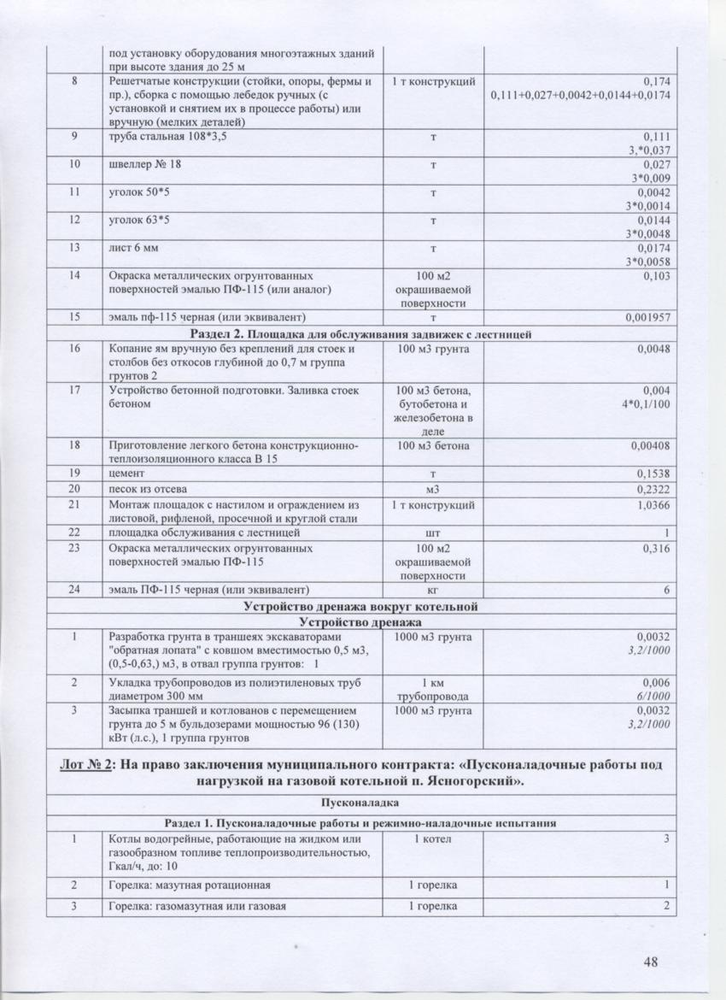 под установку оборудования многоэтажных зданий
при высоте здания до 25 м
8 Решетчатые конструкции (стойки, опоры, фермы и 1 т конструкций 0,174
пр.), сборка с помощью лебедок ручных (с 0,111+0,027+0,0042+0,0144+0,0174
установкой и снятием их в процессе работы) или
вручную (мелких деталей)
9 труба стальная 108*3,5 т 0,111
3,*0,037
10 швеллер № 18 т 0,027
3*0,009
11 уголок 50*5 т 0,0042
3*0,0014
12 уголок 63*5 т 0,0144
3*0,0048
13 лист 6 мм т 0,0174
3*0,0058
14 Окраска металлических огрунтованных 100 м2 0,103
поверхностей эмалью ПФ-115 (или аналог) окрашиваемой
поверхности
15 эмаль пф-115 черная (или эквивалент) т 0,001957
Раздел 2. Площадка для обслуживания задвижек с лестницей
16 Копание ям вручную без креплений для стоек и 100 м3 грунта 0,0048
столбов без откосов глубиной до 0,7 м группа
грунтов 2
17 Устройство бетонной подготовки. Заливка стоек 100 м3 бетона, 0,004
бетоном бутобетона и 4*0,1/100
железобетона в
деле
18 Приготовление легкого бетона конструкционно- 100 м3 бетона 0,00408
теплоизоляционного класса В 15
19 цемент т 0,1538
20 песок из отсева м3 0,2322
21 Монтаж площадок с настилом и ограждением из 1 т конструкций 1,0366
листовой, рифленой, просечной и круглой стали
22 площадка обслуживания с лестницей шт 1
23 Окраска металлических огрунтованных 100 м2 0,316
поверхностей эмалью ПФ-115 окрашиваемой
поверхности
24 эмаль ПФ-115 черная (или эквивалент) кг 6
Устройство дренажа вокруг котельной
Устройство дренажа
1 Разработка грунта в траншеях экскаваторами 1000 м3 грунта 0,0032
"обратная лопата" с ковшом вместимостью 0,5 м3, 3,2/1000
(0,5-0,63,) м3, в отвал группа грунтов: 1
2 Укладка трубопроводов из полиэтиленовых труб 1 км 0,006
диаметром 300 мм трубопровода 6/1000
3 Засыпка траншей и котлованов с перемещением 1000 м3 грунта 0,0032
грунта до 5 м бульдозерами мощностью 96 (130) 3,2/1000
кВт (л.с.), 1 группа грунтов
Лот № 2: На право заключения муниципального контракта: «Пусконаладочные работы под
нагрузкой на газовой котельной п. Ясногорский».
Пусконаладка
Раздел 1. Пусконаладочные работы и режимно-наладочные испытания
1 Котлы водогрейные, работающие на жидком или 1 котел 3
газообразном топливе теплопроизводительностью,
Гкал/ч, до: 10
2 Горелка: мазутная ротационная 1 горелка 1
3 Горелка: газомазутная или газовая 1 горелка 2
48